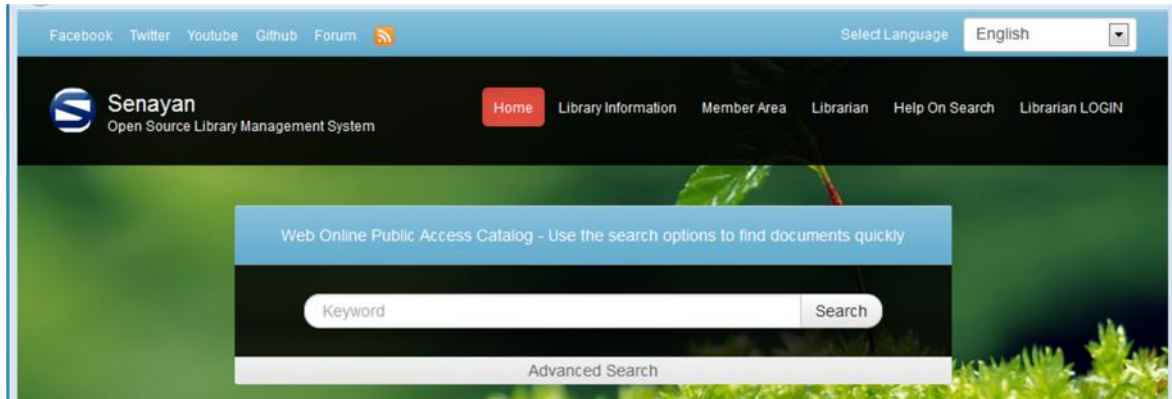 Facebook Twitter Youtube Github Forum Select Language English
Senayan
Open Source Library Management System
Home Library Information Member Area Librarian Help On Search Librarian LOGIN
Web Online Public Access Catalog - Use the search options to find documents quickly
Keyword Search
Advanced Search